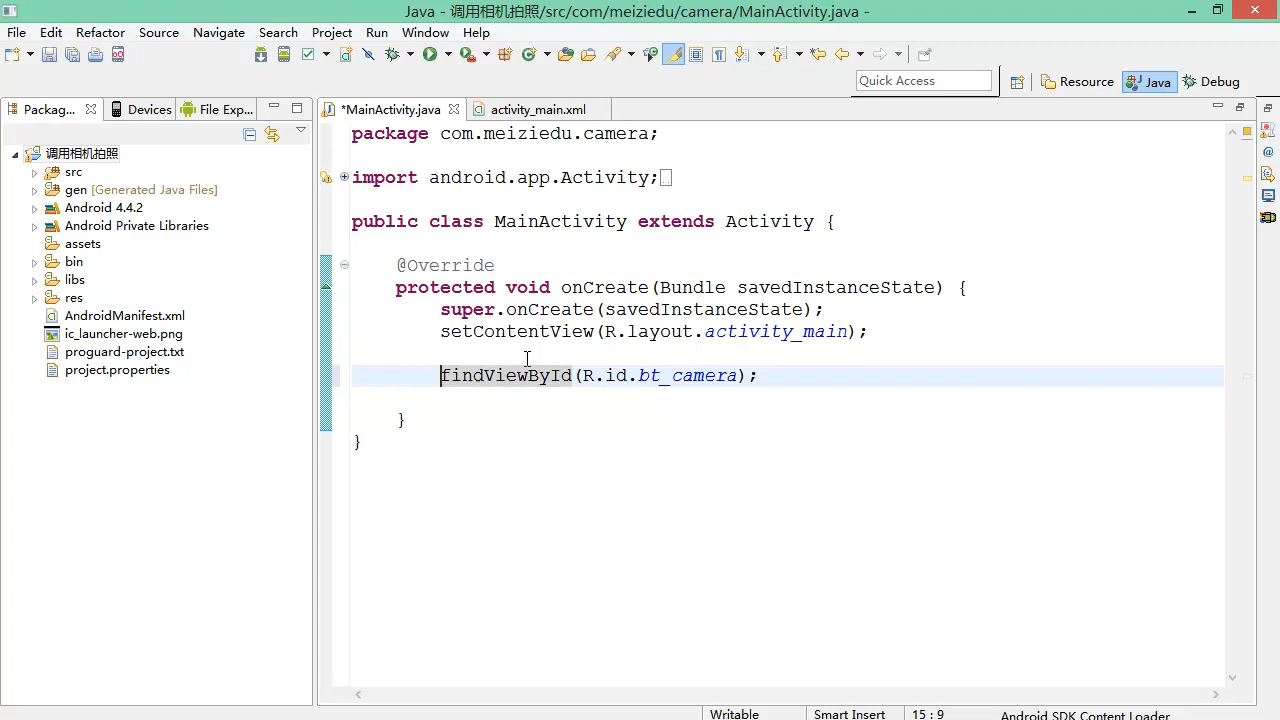 Java - 调用相机拍照/src/com/meiziedu/camera/MainActivity.java -
File Edit Refactor Source Navigate Search Project Run Window Help
Quick Access
Resource Java Debug
Packag... Devices File Exp...
*MainActivity.java activity_main.xml
调用相机拍照
src
gen [Generated Java Files]
Android 4.4.2
Android Private Libraries
assets
bin
libs
res
AndroidManifest.xml
ic_launcher-web.png
proguard-project.txt
project.properties
package com.meiziedu.camera;
import android.app.Activity;
public class MainActivity extends Activity {
@Override
protected void onCreate(Bundle savedInstanceState) {
super.onCreate(savedInstanceState);
setContentView(R.layout.activity_main);
findViewById(R.id.bt_camera);
}
}
Writable Smart Insert 15 : 9 Android SDK Content Loader